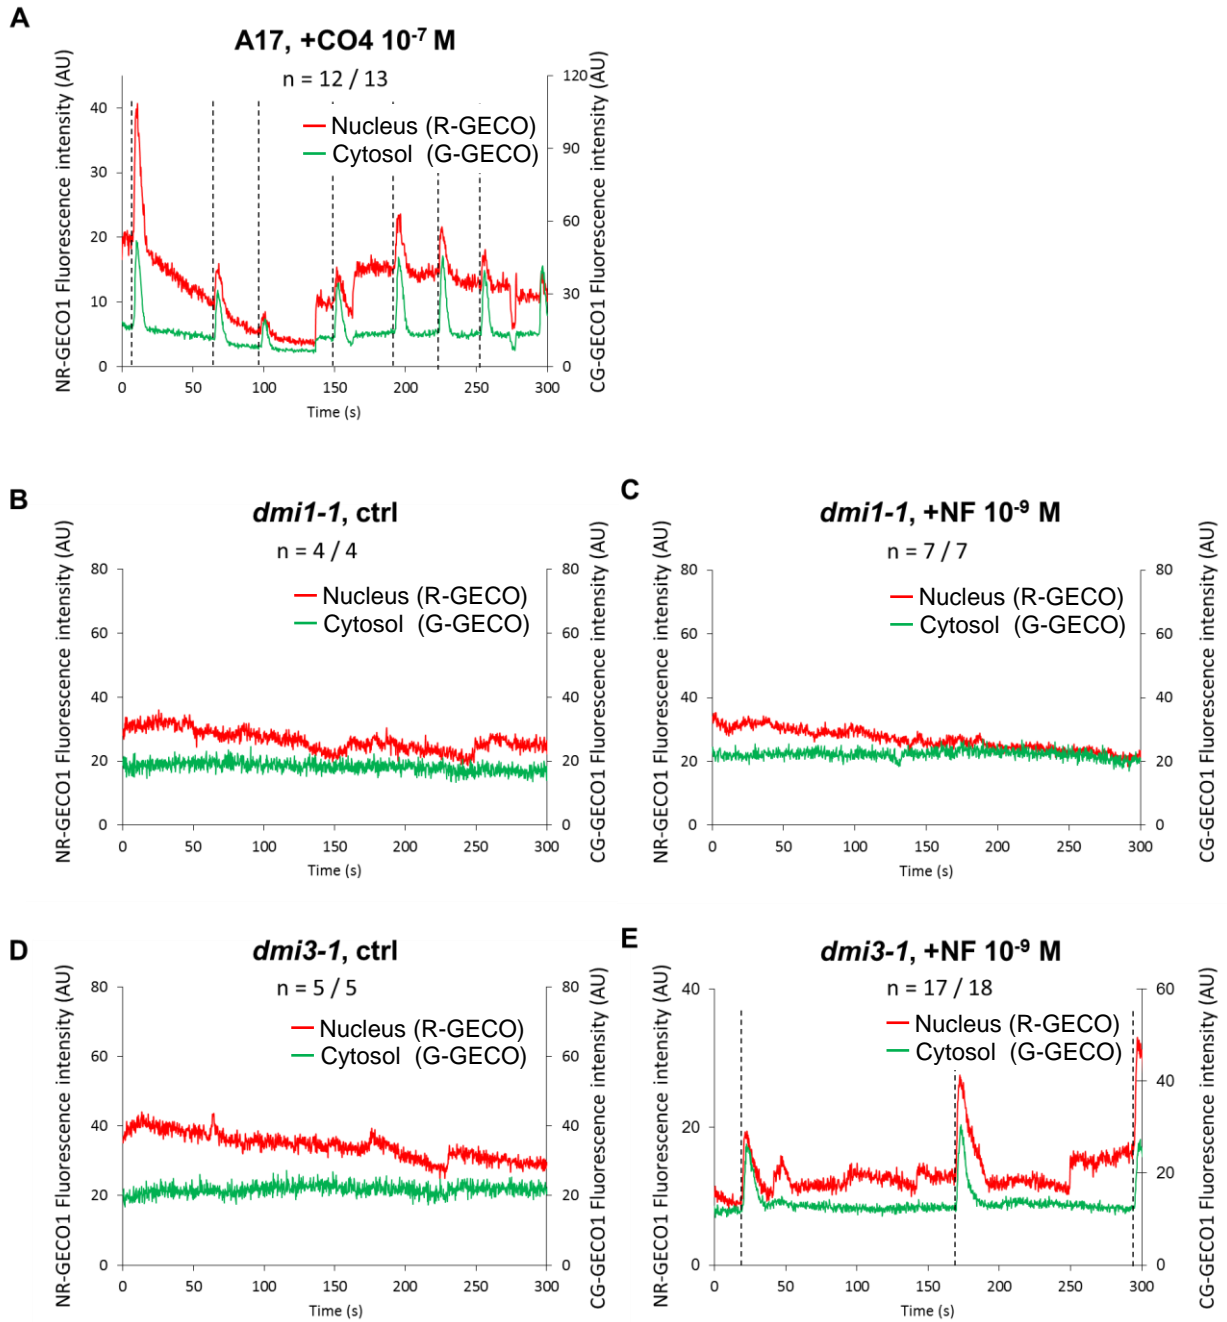 A
A17, +CO4 10-7 M
n = 12 / 13
NR-GECO1 Fluorescence intensity (AU)
CG-GECO1 Fluorescence intensity (AU)
Nucleus (R-GECO)
Cytosol (G-GECO)
40
30
20
10
0
120
90
60
30
0
0 50 100 150 200 250 300
Time (s)
B
dmi1-1, ctrl
n = 4 / 4
NR-GECO1 Fluorescence intensity (AU)
CG-GECO1 Fluorescence intensity (AU)
Nucleus (R-GECO)
Cytosol (G-GECO)
80
60
40
20
0
80
60
40
20
0
0 50 100 150 200 250 300
Time (s)
C
dmi1-1, +NF 10-9 M
n = 7 / 7
NR-GECO1 Fluorescence intensity (AU)
CG-GECO1 Fluorescence intensity (AU)
Nucleus (R-GECO)
Cytosol (G-GECO)
80
60
40
20
0
80
60
40
20
0
0 50 100 150 200 250 300
Time (s)
D
dmi3-1, ctrl
n = 5 / 5
NR-GECO1 Fluorescence intensity (AU)
CG-GECO1 Fluorescence intensity (AU)
Nucleus (R-GECO)
Cytosol (G-GECO)
80
60
40
20
0
80
60
40
20
0
0 50 100 150 200 250 300
Time (s)
E
dmi3-1, +NF 10-9 M
n = 17 / 18
NR-GECO1 Fluorescence intensity (AU)
CG-GECO1 Fluorescence intensity (AU)
Nucleus (R-GECO)
Cytosol (G-GECO)
40
20
0
60
40
20
0
0 50 100 150 200 250 300
Time (s)